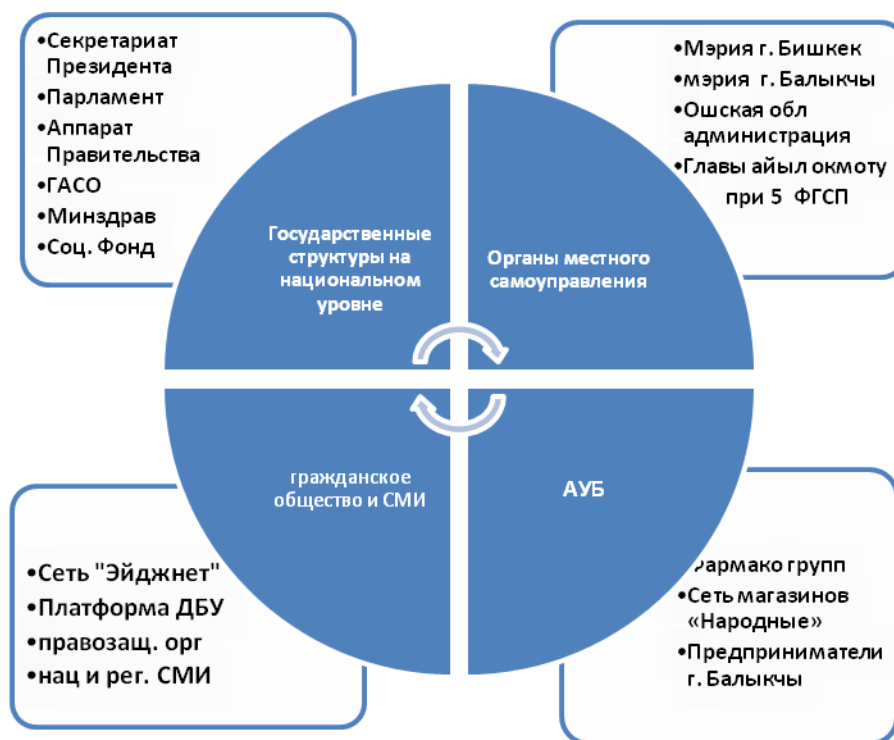 •Секретариат
Президента
•Парламент
•Аппарат
Правительства
•ГАСО
•Минздрав
•Соц. Фонд
•Мэрия г. Бишкек
•мэрия г. Балыкчы
•Ошская обл
администрация
•Главы айыл окмоту
при 5 ФГСП
Государственные
структуры на
национальном
уровне
Органы местного
самоуправления
гражданское
общество и СМИ
АУБ
•Сеть "Эйджнет"
•Платформа ДБУ
•правозащ. орг
•нац и рег. СМИ
Фармако групп
•Сеть магазинов
«Народные»
•Предприниматели
г. Балыкчы